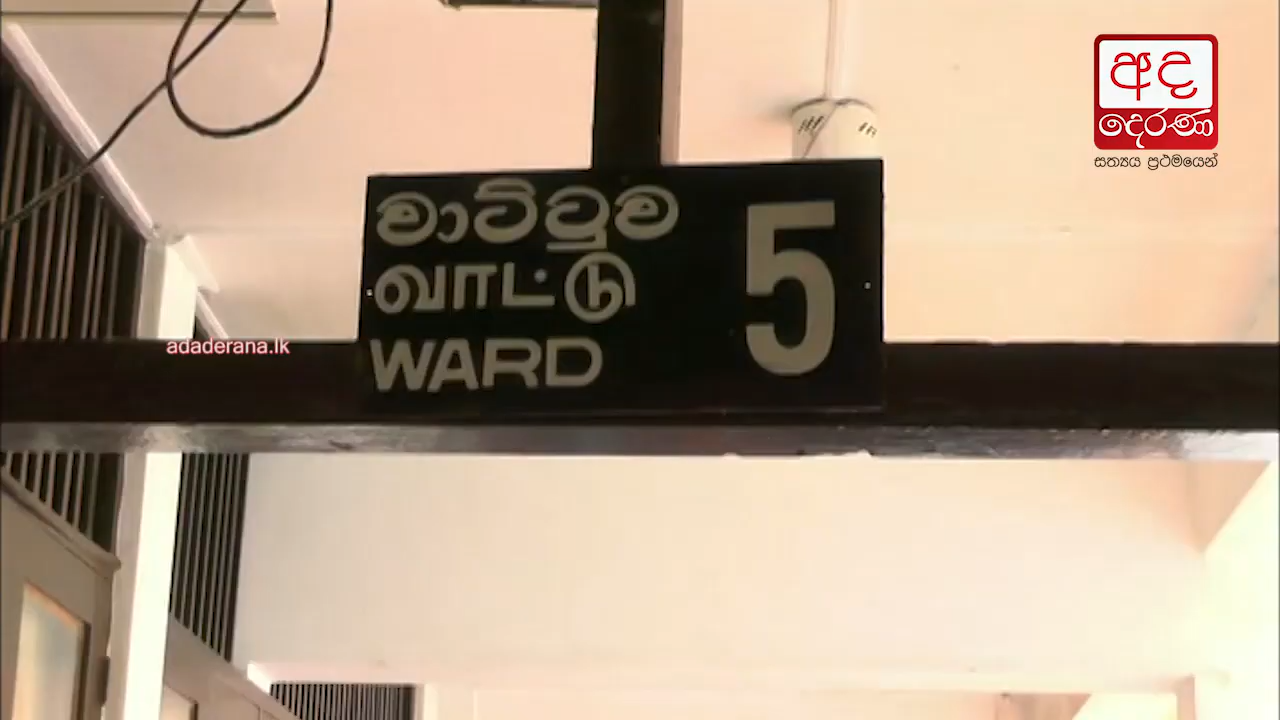 අද
දෙරණ
සත්‍යය ප්‍රථමයෙන්
වාට්ටුව
வாட்டு
WARD
5
adaderana.lk